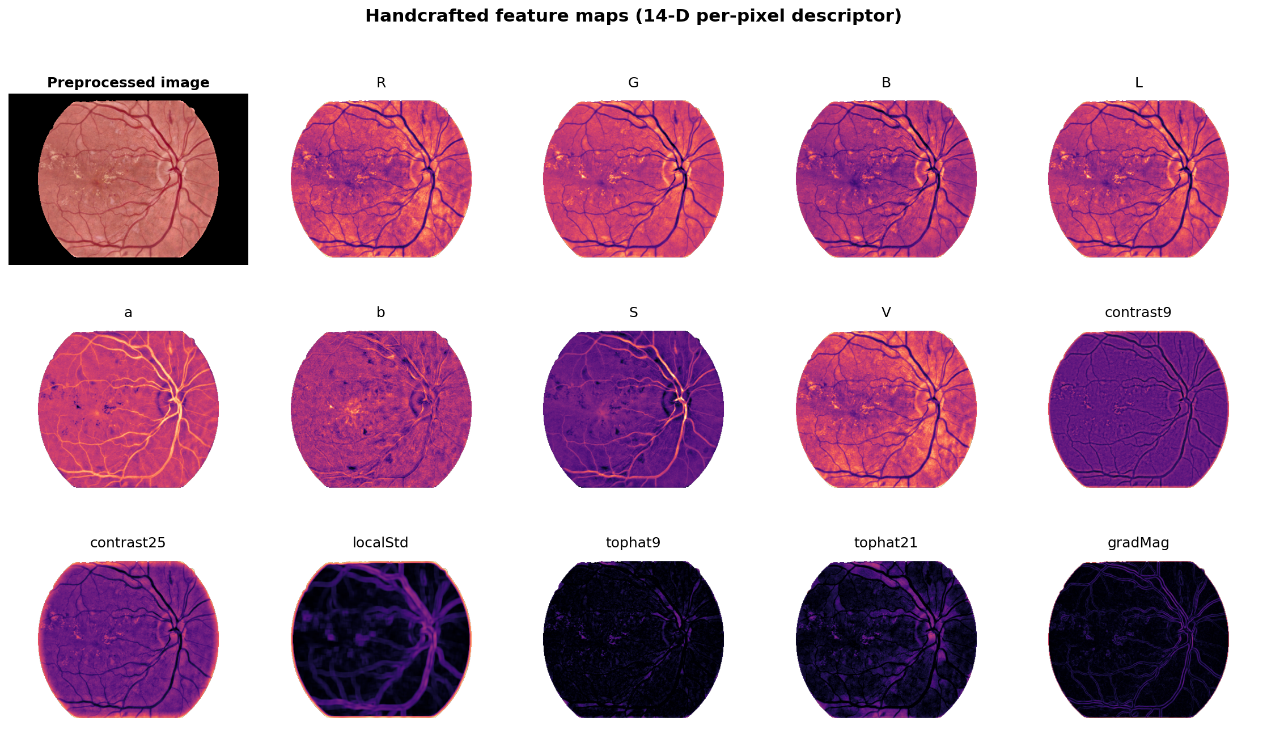 Handcrafted feature maps (14-D per-pixel descriptor)
Preprocessed image
R
G
B
L
a
b
S
V
contrast9
contrast25
localStd
tophat9
tophat21
gradMag